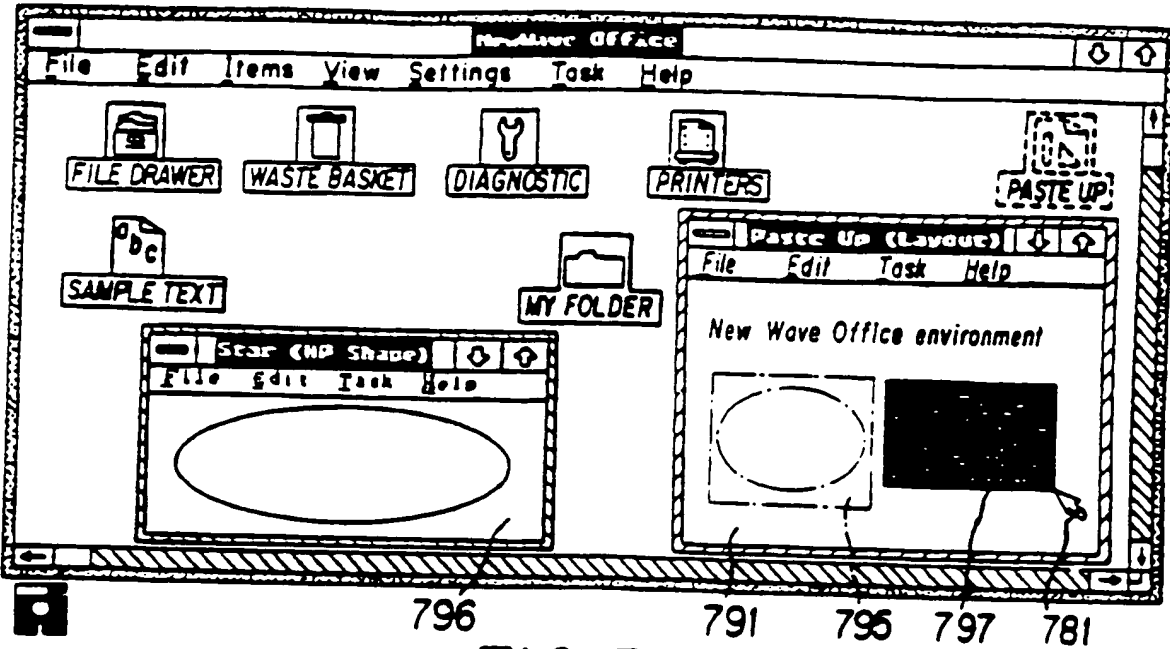 NewWave Office
File Edit Items View Settings Task Help
FILE DRAWER WASTE BASKET DIAGNOSTIC PRINTERS PASTE UP
abc
SAMPLE TEXT MY FOLDER
Paste Up (Layout)
File Edit Task Help
New Wave Office environment
Star (HP Shape)
File Edit Task Help
796 791 795 797 781